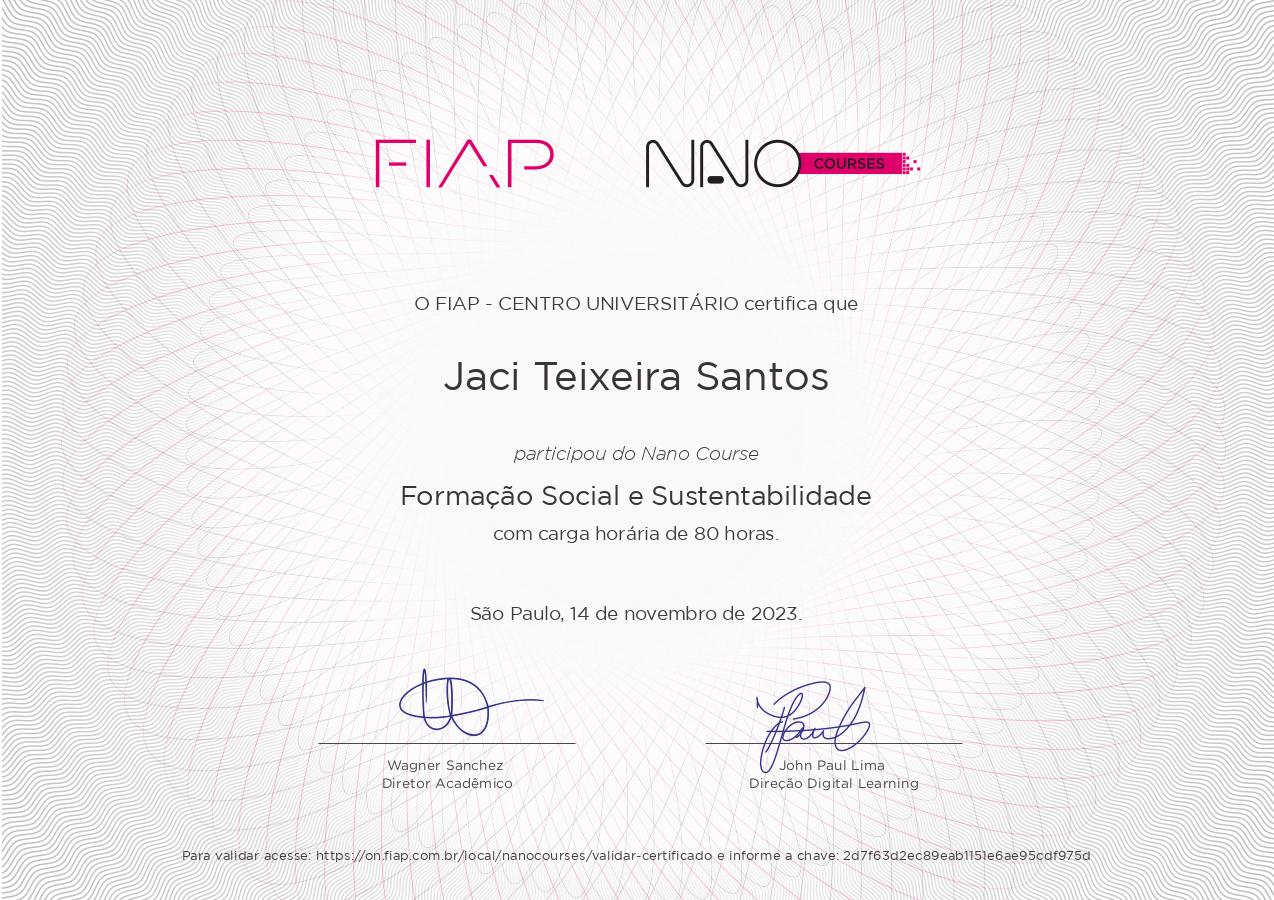 FIAP NANO COURSES
O FIAP - CENTRO UNIVERSITÁRIO certifica que
Jaci Teixeira Santos
participou do Nano Course
Formação Social e Sustentabilidade
com carga horária de 80 horas.
São Paulo, 14 de novembro de 2023.
Wagner Sanchez
Diretor Acadêmico
John Paul Lima
Direção Digital Learning
Para validar acesse: https://on.fiap.com.br/local/nanocourses/validar-certificado e informe a chave: 2d7f63d2ec89eab1151e6ae95cdf975d